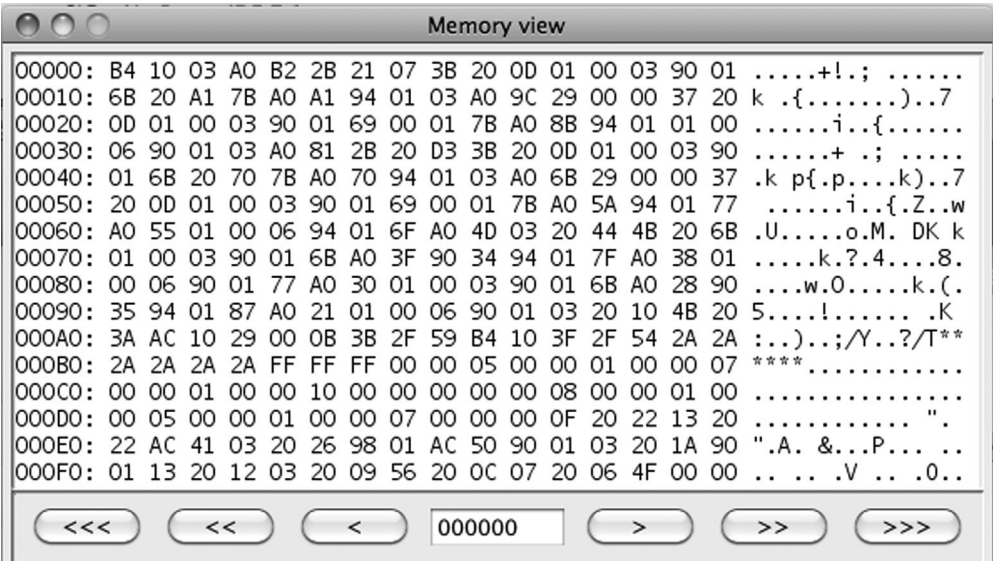 Memory view
00000: B4 10 03 A0 B2 2B 21 07 3B 20 0D 01 00 03 90 01 .....+!.; ......
00010: 6B 20 A1 7B A0 A1 94 01 03 A0 9C 29 00 00 37 20 k .{.......)..7
00020: 0D 01 00 03 90 01 69 00 01 7B A0 8B 94 01 01 00 ......i..{......
00030: 06 90 01 03 A0 81 2B 20 D3 3B 20 0D 01 00 03 90 ......+ .; .....
00040: 01 6B 20 70 7B A0 70 94 01 03 A0 6B 29 00 00 37 .k p{.p....k)..7
00050: 20 0D 01 00 03 90 01 69 00 01 7B A0 5A 94 01 77 ......i..{.Z..w
00060: A0 55 01 00 06 94 01 6F A0 4D 03 20 44 4B 20 6B .U.....o.M. DK k
00070: 01 00 03 90 01 6B A0 3F 90 34 94 01 7F A0 38 01 .....k.?.4....8.
00080: 00 06 90 01 77 A0 30 01 00 03 90 01 6B A0 28 90 ....w.0.....k.(.
00090: 35 94 01 87 A0 21 01 00 06 90 01 03 20 10 4B 20 5....!...... .K
000A0: 3A AC 10 29 00 0B 3B 2F 59 B4 10 3F 2F 54 2A 2A :..)..;/Y..?/T**
000B0: 2A 2A 2A 2A FF FF FF 00 00 05 00 00 01 00 00 07 ****............
000C0: 00 00 01 00 00 10 00 00 00 00 00 08 00 00 01 00 ................
000D0: 00 05 00 00 01 00 00 07 00 00 00 0F 20 22 13 20 ............ ".
000E0: 22 AC 41 03 20 26 98 01 AC 50 90 01 03 20 1A 90 ".A. &...P... ..
000F0: 01 13 20 12 03 20 09 56 20 0C 07 20 06 4F 00 00 .. .. .V .. .O..
<<< << < 000000 > >> >>>